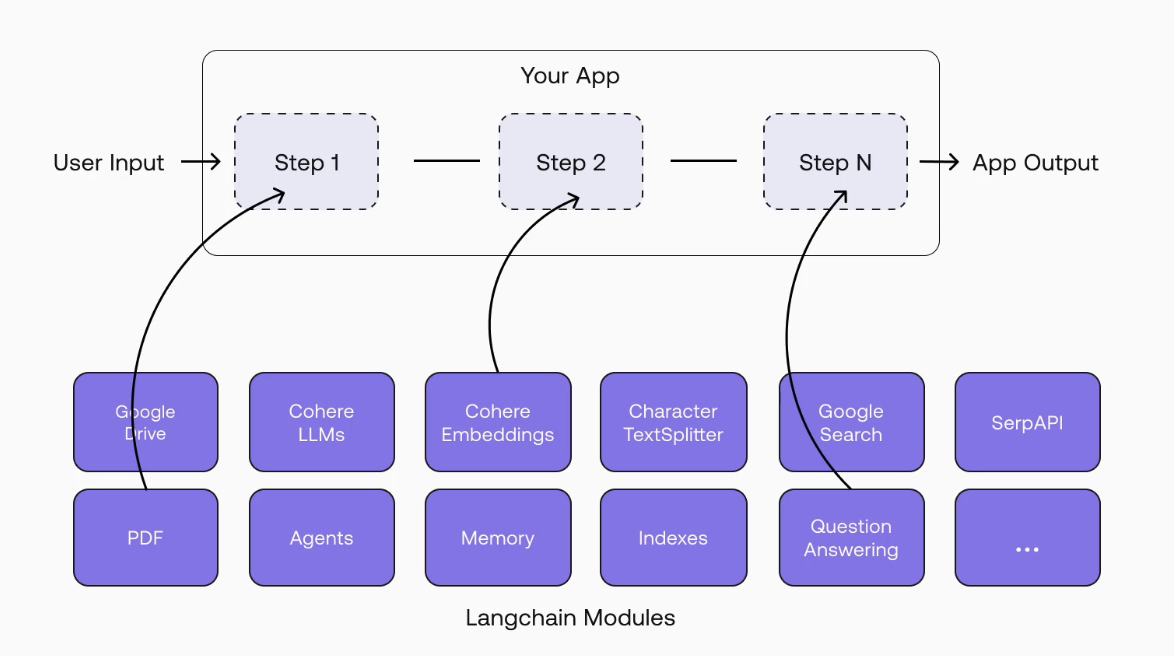 Your App
User Input
Step 1
Step 2
Step N
App Output
Google
Drive
Cohere
LLMs
Cohere
Embeddings
Character
TextSplitter
Google
Search
SerpAPI
PDF
Agents
Memory
Indexes
Question
Answering
...
Langchain Modules